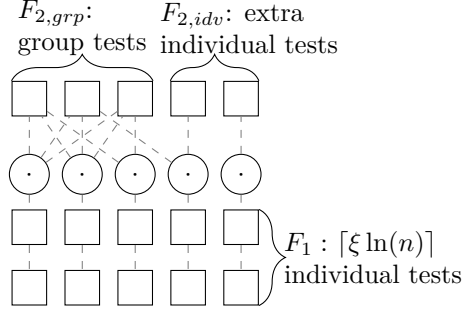 F_{2,grp}: F_{2,idv}: extra
group tests individual tests
F_1 : ⌈ξ ln(n)⌉
individual tests